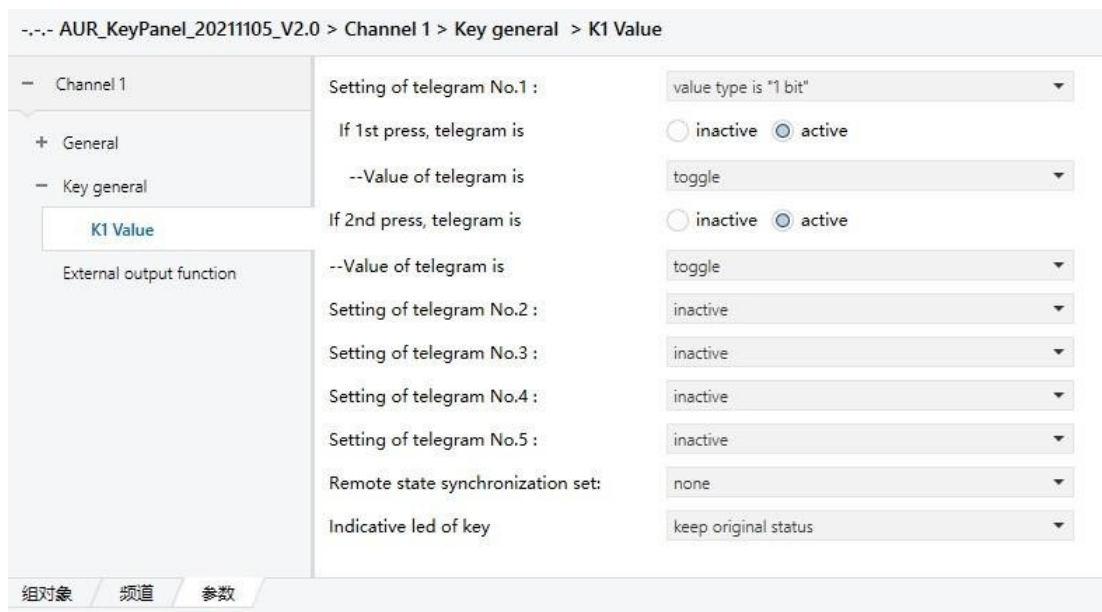 -.-.- AUR_KeyPanel_20211105_V2.0 > Channel 1 > Key general > K1 Value
− Channel 1
+ General
− Key general
K1 Value
External output function
Setting of telegram No.1 : value type is "1 bit"
If 1st press, telegram is inactive active
--Value of telegram is toggle
If 2nd press, telegram is inactive active
--Value of telegram is toggle
Setting of telegram No.2 : inactive
Setting of telegram No.3 : inactive
Setting of telegram No.4 : inactive
Setting of telegram No.5 : inactive
Remote state synchronization set: none
Indicative led of key keep original status
组对象 频道 参数